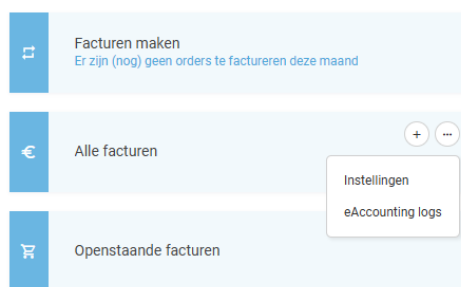 Facturen maken
Er zijn (nog) geen orders te factureren deze maand
€
Alle facturen
Instellingen
eAccounting logs
Openstaande facturen